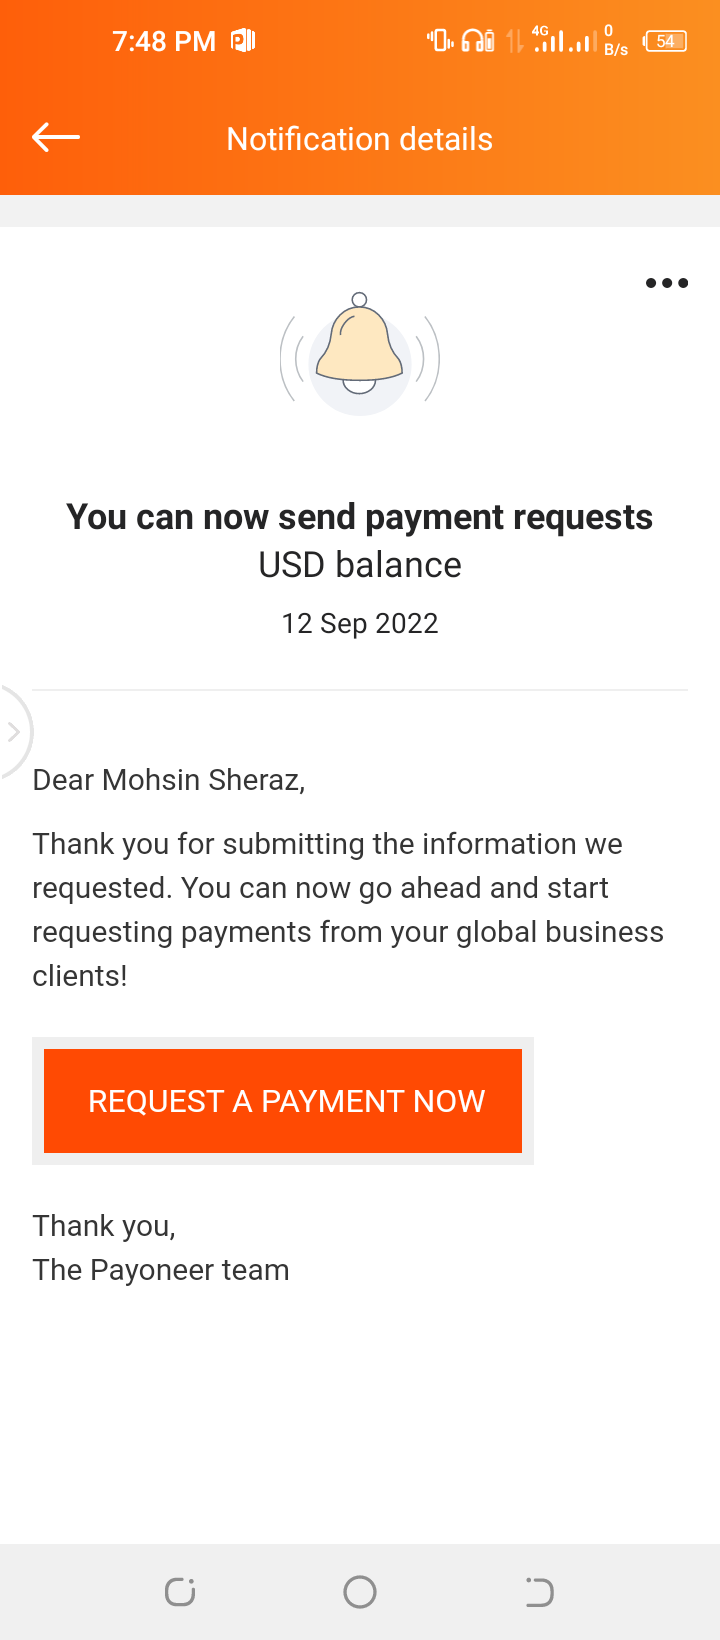 7:48 PM
4G
0
B/s
54
Notification details
You can now send payment requests
USD balance
12 Sep 2022
Dear Mohsin Sheraz,
Thank you for submitting the information we
requested. You can now go ahead and start
requesting payments from your global business
clients!
REQUEST A PAYMENT NOW
Thank you,
The Payoneer team